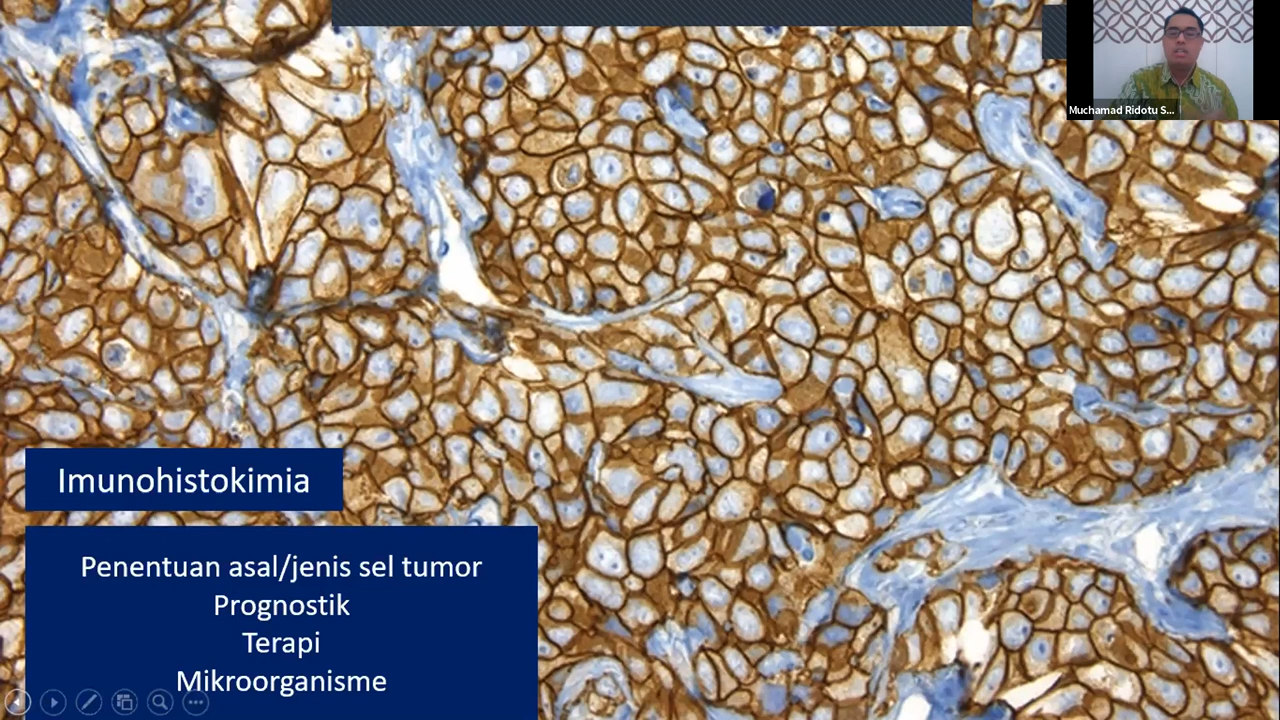 Muchamad Ridotu S...
Imunohistokimia
Penentuan asal/jenis sel tumor
Prognostik
Terapi
Mikroorganisme